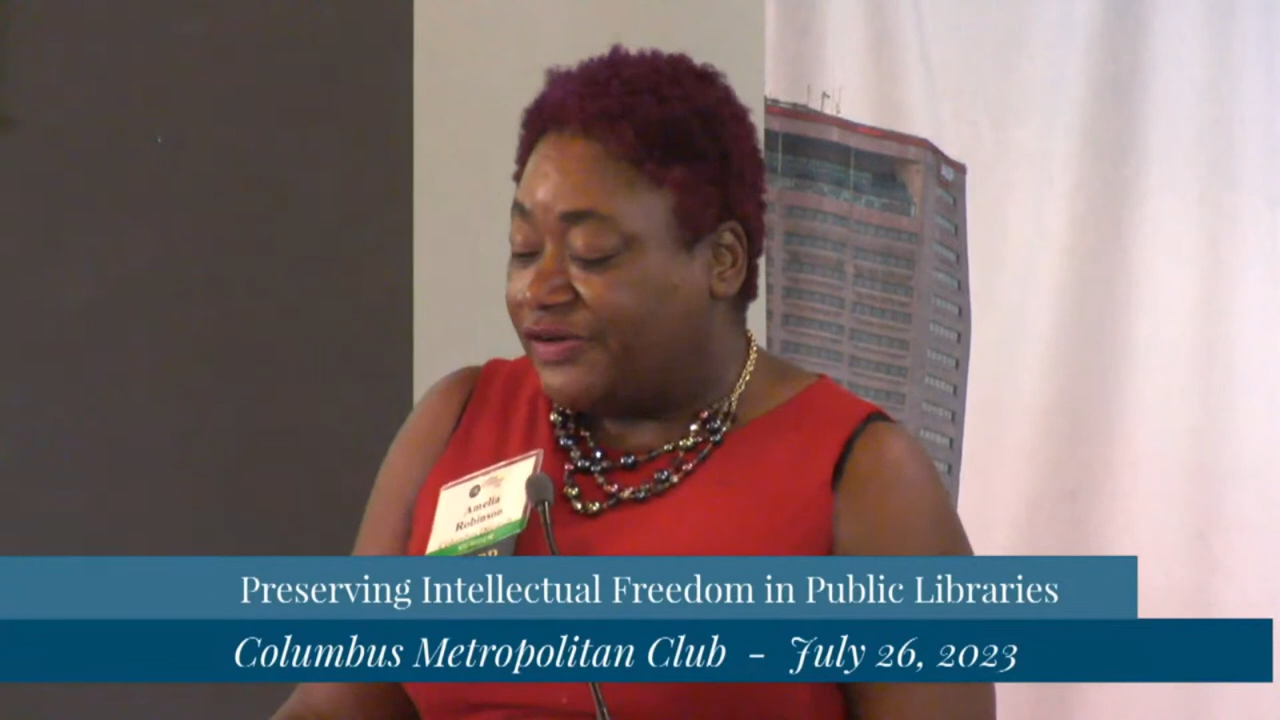 Amelia
Robinson
Preserving Intellectual Freedom in Public Libraries
Columbus Metropolitan Club - July 26, 2023